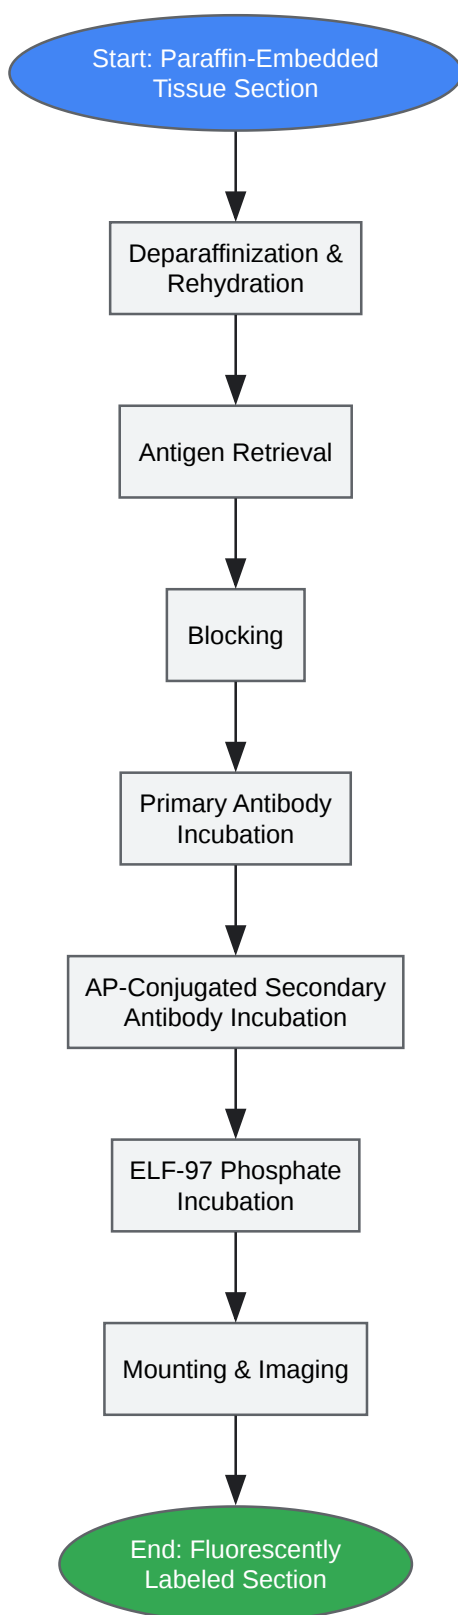 Start: Paraffin-Embedded
Tissue Section
Deparaffinization &
Rehydration
Antigen Retrieval
Blocking
Primary Antibody
Incubation
AP-Conjugated Secondary
Antibody Incubation
ELF-97 Phosphate
Incubation
Mounting & Imaging
End: Fluorescently
Labeled Section